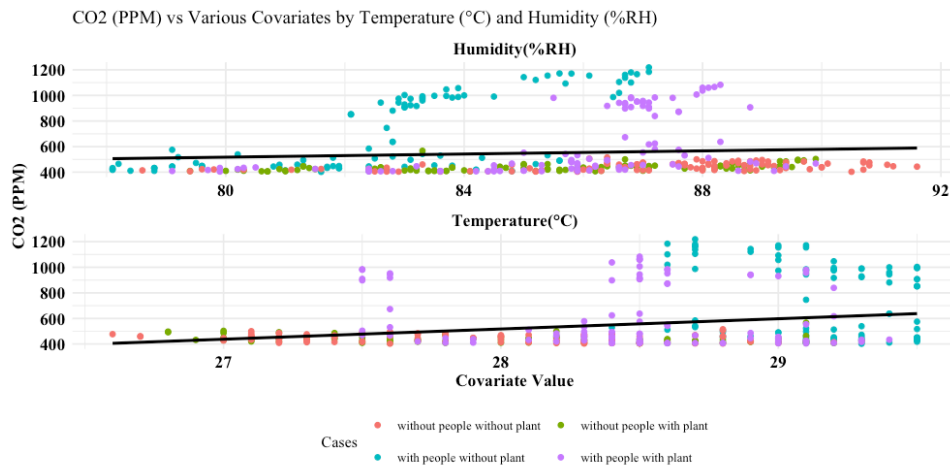 CO2 (PPM) vs Various Covariates by Temperature (°C) and Humidity (%RH)
Humidity(%RH)
1200
1000
800
600
400
80 84 88 92
Temperature(°C)
1200
1000
800
600
400
27 28 29
CO2 (PPM)
Covariate Value
Cases
without people without plant
without people with plant
with people without plant
with people with plant